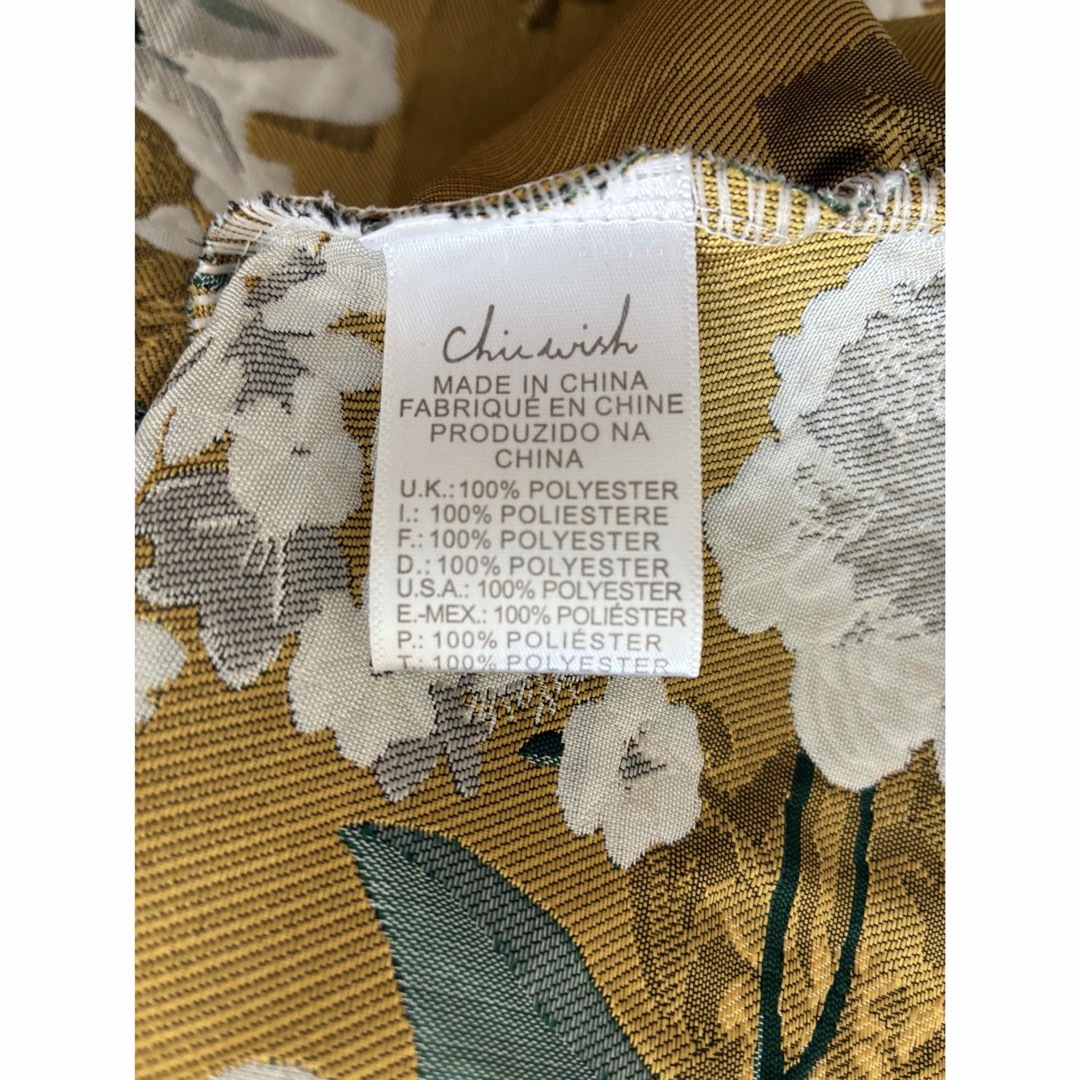 Chicwish
MADE IN CHINA
FABRIQUÉ EN CHINE
PRODUZIDO NA
CHINA
U.K.: 100% POLYESTER
I.: 100% POLIESTERE
F.: 100% POLYESTER
D.: 100% POLYESTER
U.S.A.: 100% POLYESTER
E.-MEX.: 100% POLIÉSTER
P.: 100% POLIÉSTER
T.: 100% POLYESTER